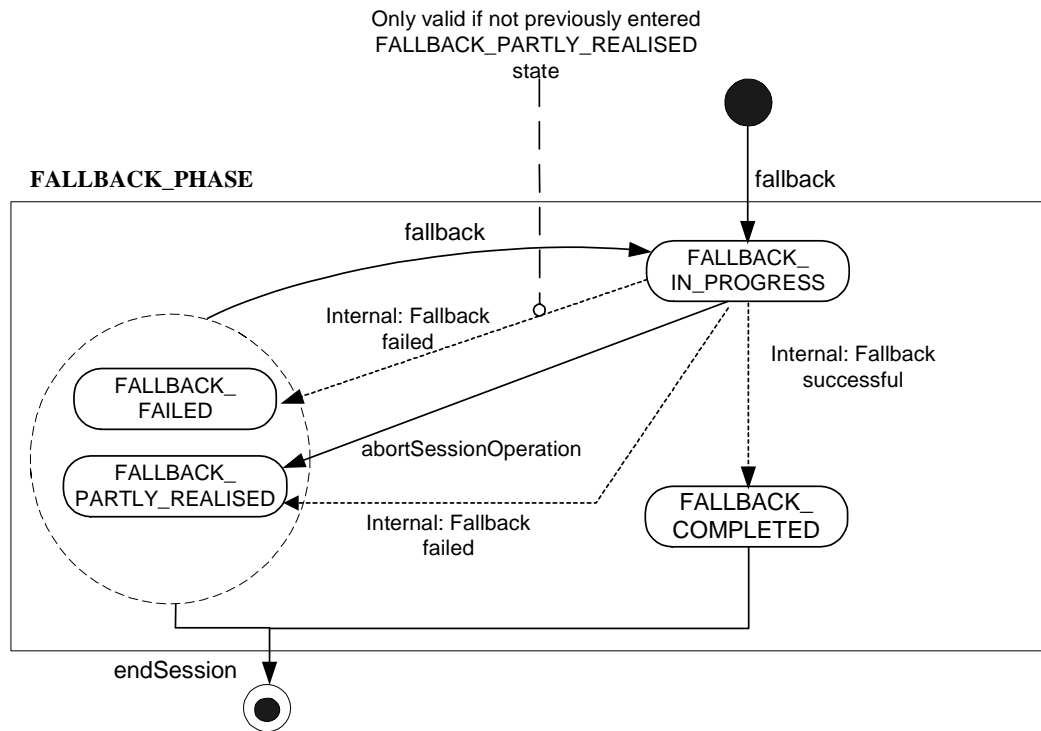 Only valid if not previously entered
FALLBACK_PARTLY_REALISED
state
FALLBACK_PHASE
fallback
fallback
FALLBACK_
IN_PROGRESS
Internal: Fallback
failed
Internal: Fallback
successful
FALLBACK_
FAILED
abortSessionOperation
FALLBACK_
PARTLY_REALISED
Internal: Fallback
failed
FALLBACK_
COMPLETED
endSession